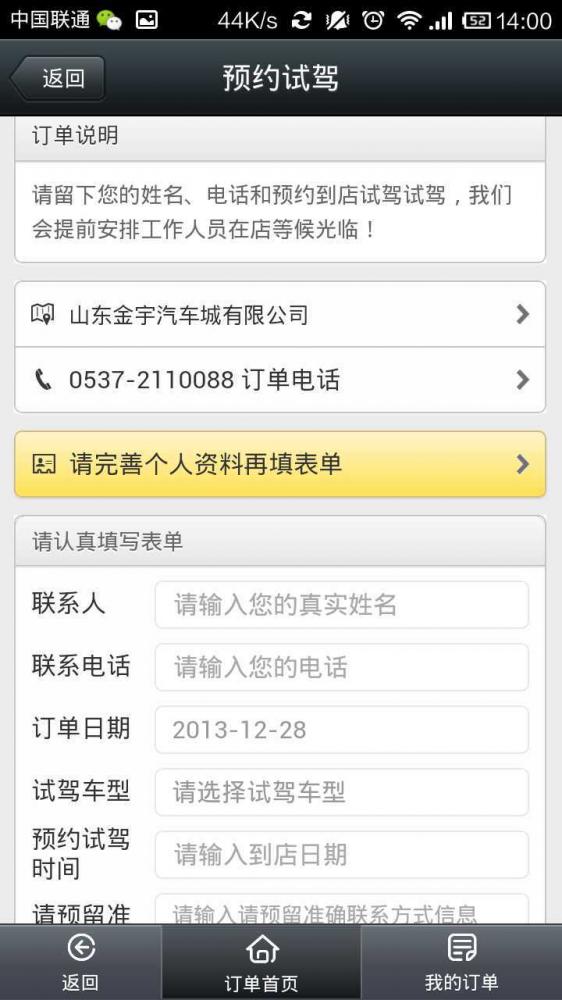 中国联通 44K/s 52 14:00
返回 预约试驾
订单说明
请留下您的姓名、电话和预约到店试驾试驾，我们
会提前安排工作人员在店等候光临！
山东金宇汽车城有限公司
0537-2110088 订单电话
请完善个人资料再填表单
请认真填写表单
联系人 请输入您的真实姓名
联系电话 请输入您的电话
订单日期 2013-12-28
试驾车型 请选择试驾车型
预约试驾
时间 请输入到店日期
请预留准 请输入请预留准确联系方式信息
返回 订单首页 我的订单